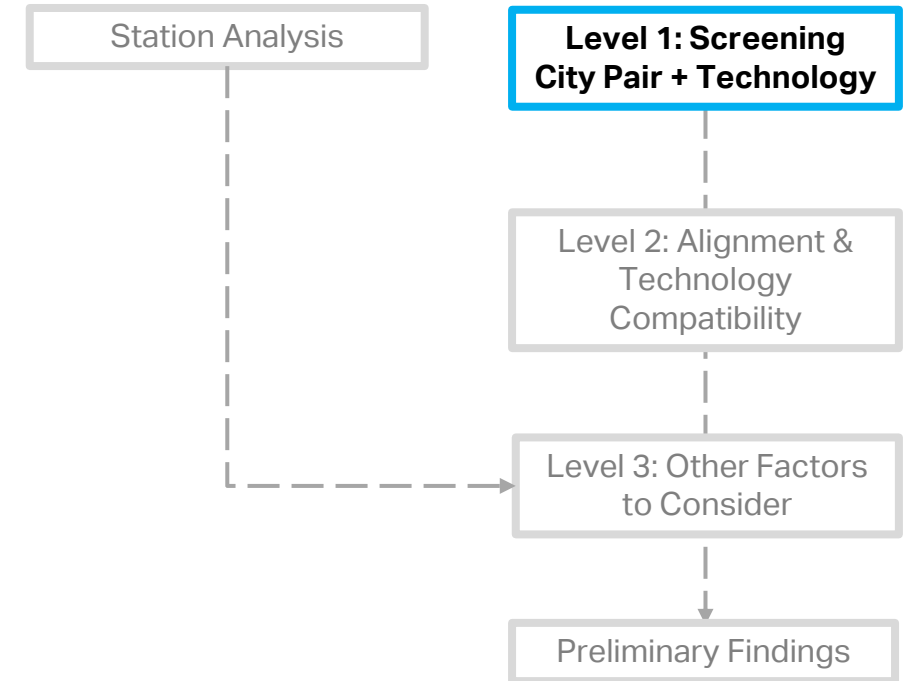 Station Analysis
Level 1: Screening
City Pair + Technology
Level 2: Alignment &
Technology
Compatibility
Level 3: Other Factors
to Consider
Preliminary Findings